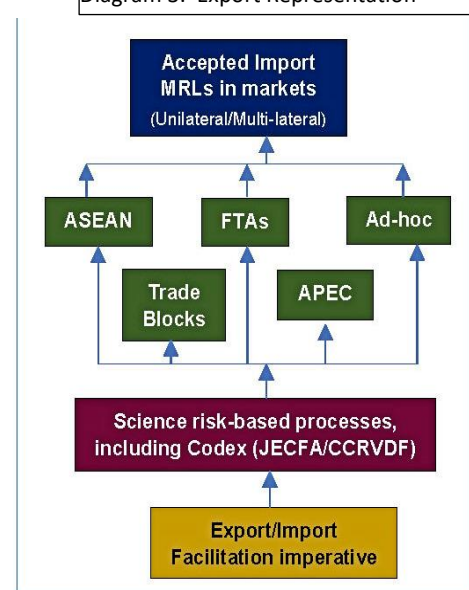 Diagram 3: Export Representation
Accepted Import
MRLs in markets
(Unilateral/Multi-lateral)
ASEAN
FTAs
Ad-hoc
Trade
Blocks
APEC
Science risk-based processes,
including Codex (JECFA/CCRVDF)
Export/Import
Facilitation imperative